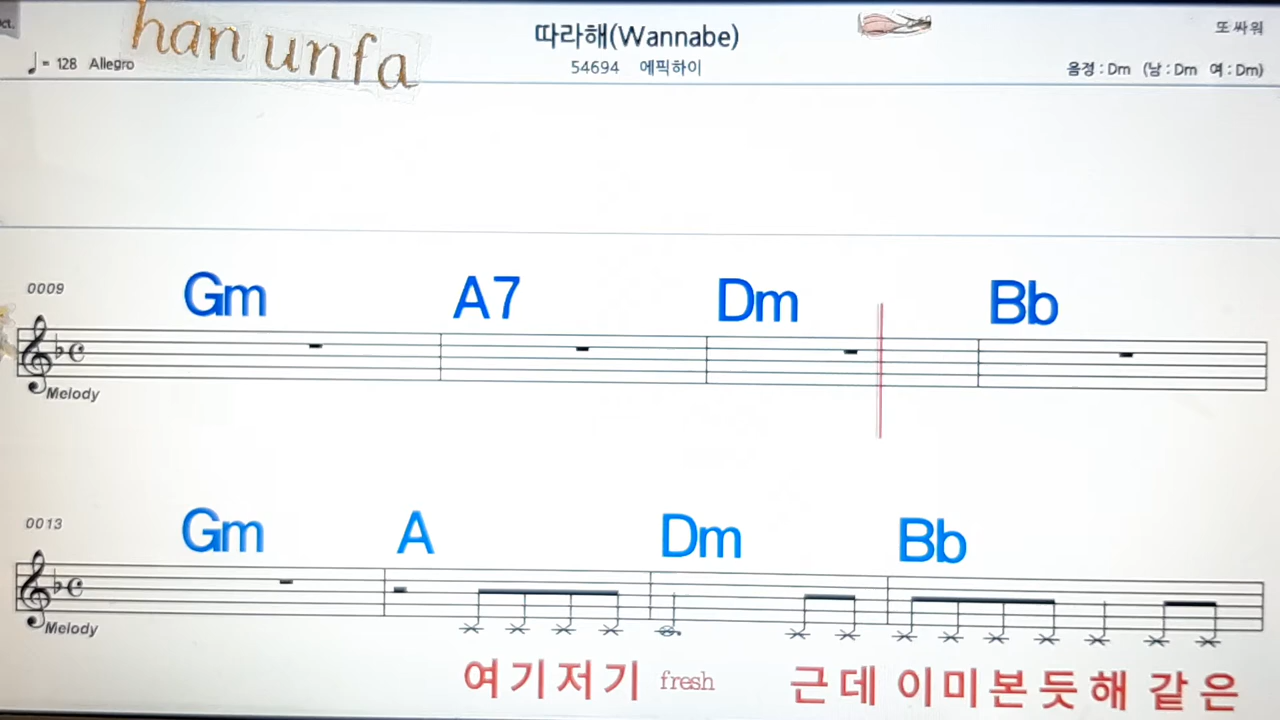 han unfa
따라해(Wannabe)
또싸워
♩= 128 Allegro
54694 에픽하이
음정 : Dm (남 : Dm 여 : Dm)
0009
Gm A7 Dm Bb
Melody
0013
Gm A Dm Bb
Melody
여기저기 fresh 근데 이미본듯해 같은